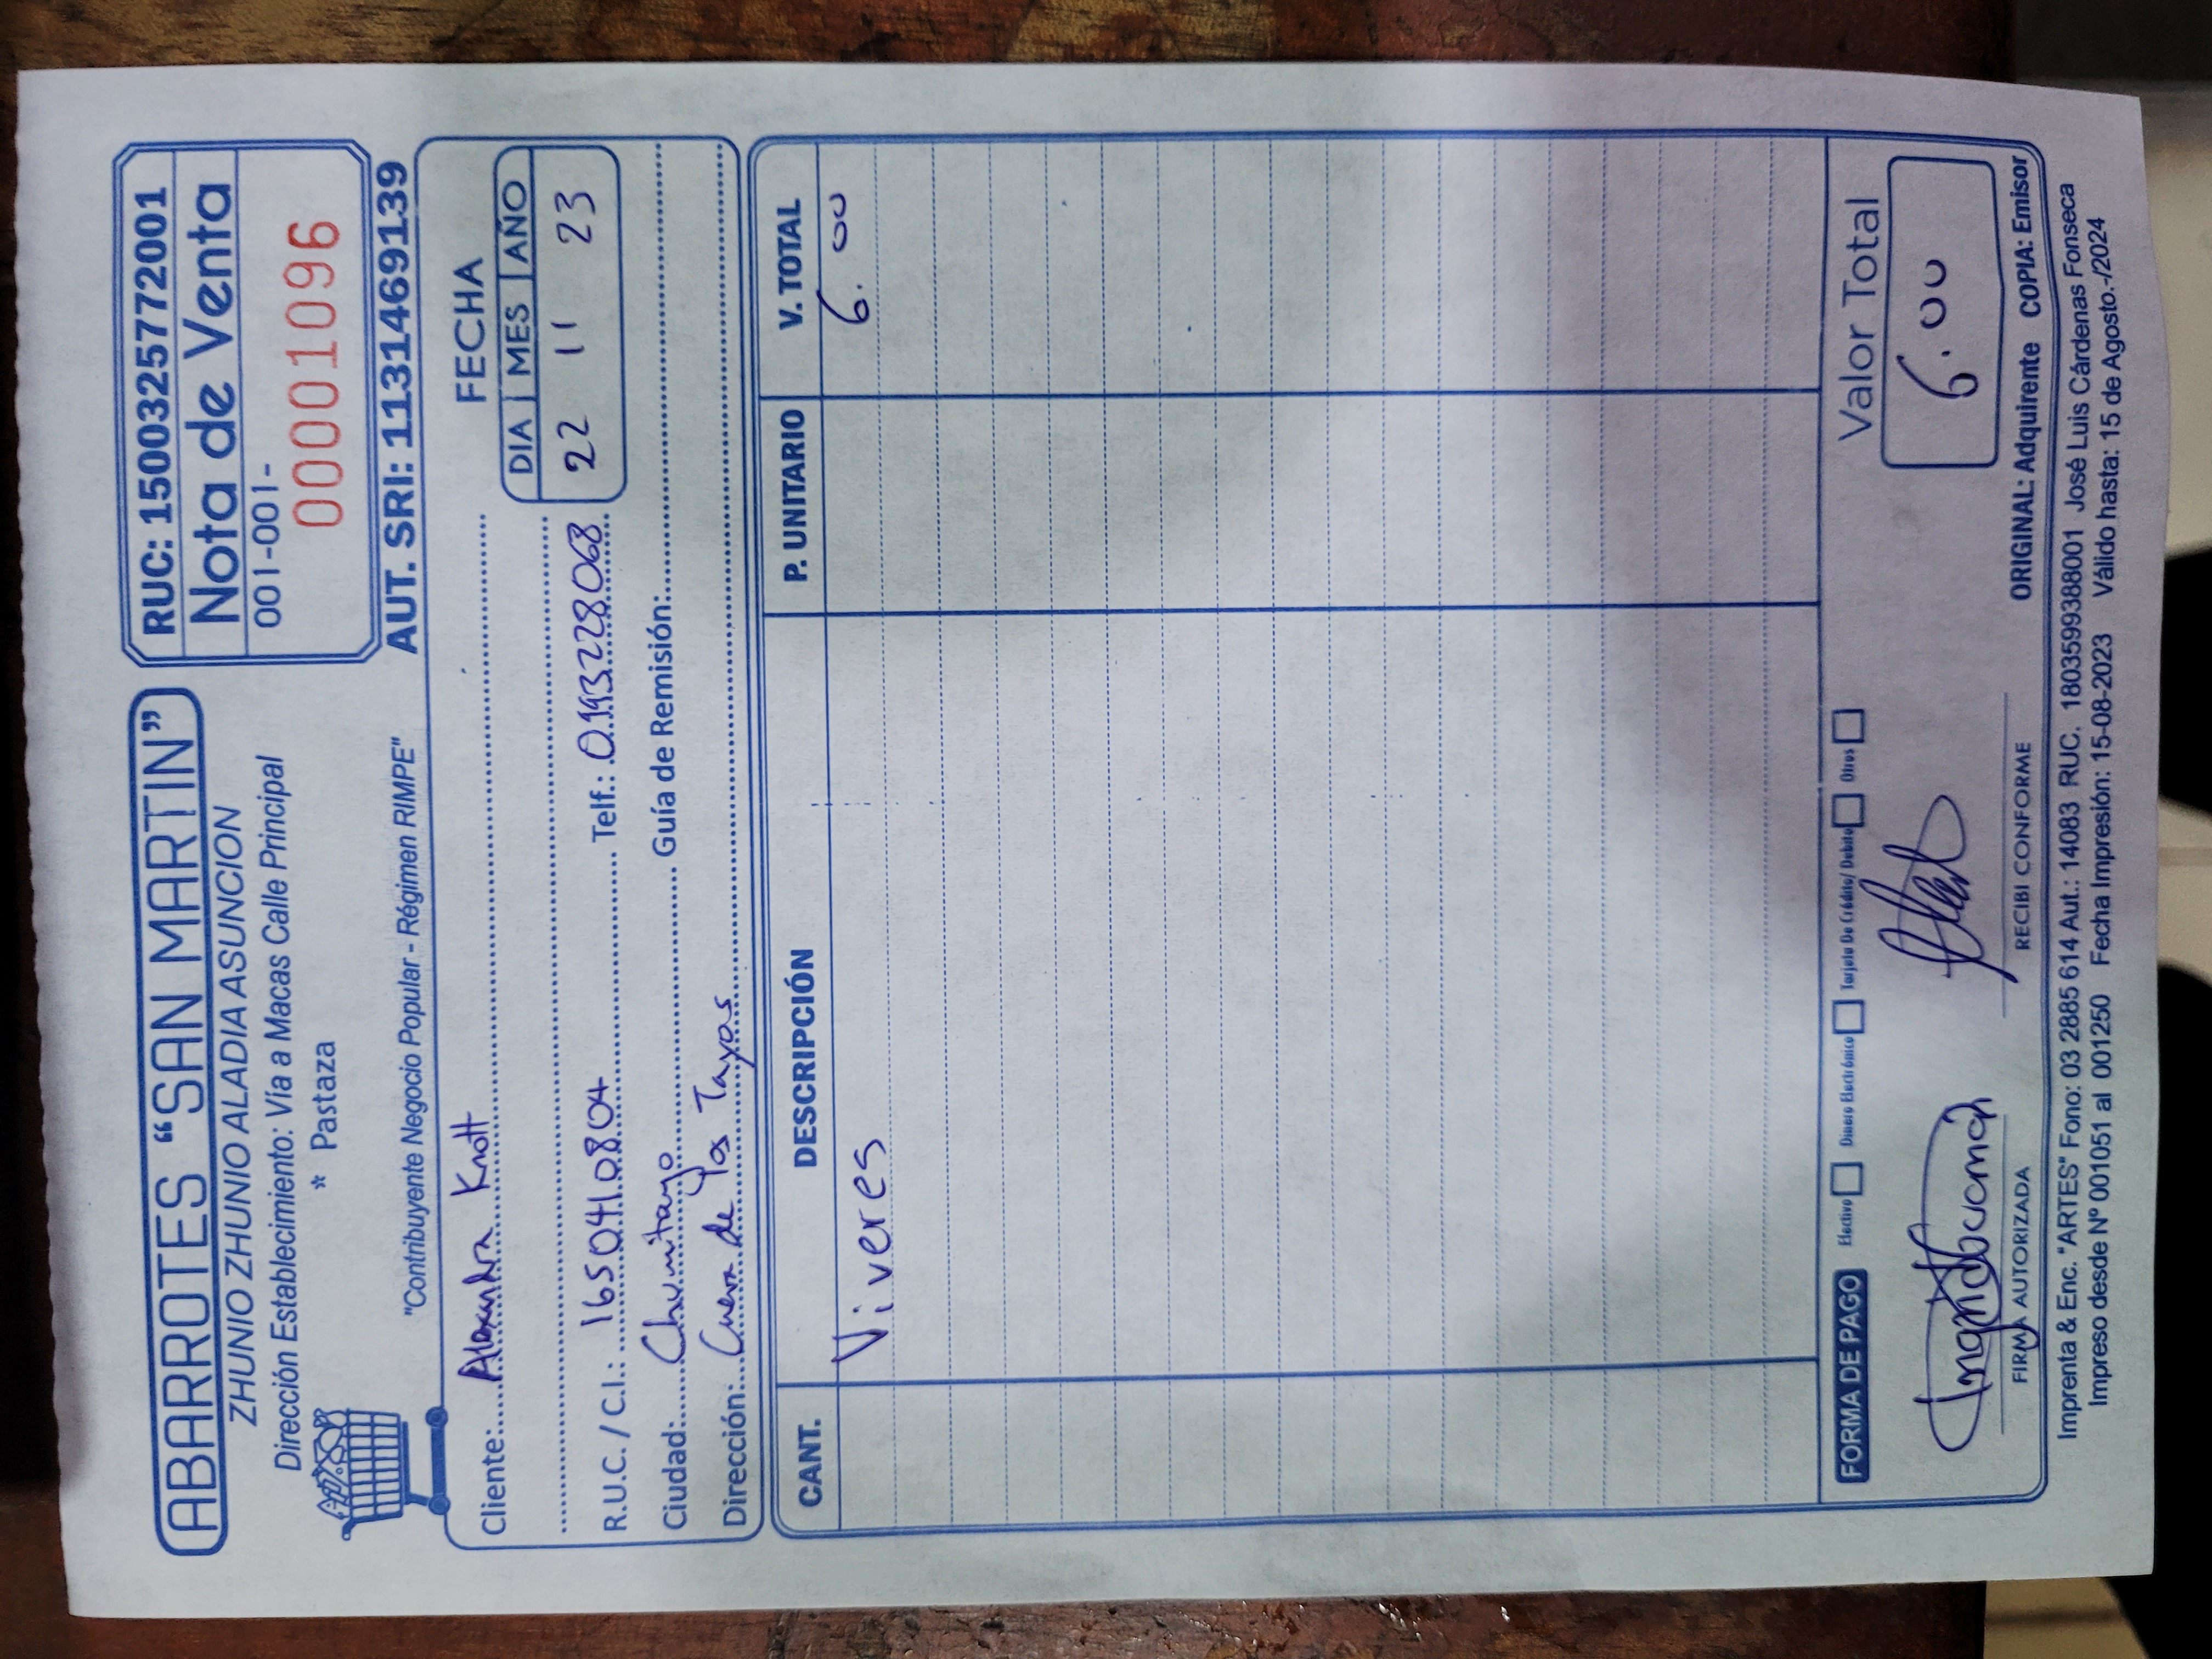 ABARROTES "SAN MARTIN"
ZHUNIO ZHUNIO ALADIA ASUNCION
Dirección Establecimiento: Vía a Macas Calle Principal
* Pastaza
"Contribuyente Negocio Popular - Régimen RIMPE"
RUC: 1500325772001
Nota de Venta
001-001-
00001096
AUT. SRI: 1131469139
FECHA
DIA MES AÑO
22 11 23
Cliente: Alexandra Knott
R.U.C. / C.I.: 1650410804 Telf.: 0193228068
Ciudad: Chumitayo Guía de Remisión:
Dirección: Cueva de los Tayos
CANT. DESCRIPCIÓN P. UNITARIO V. TOTAL
Viveres 6.00
FORMA DE PAGO Efectivo Dinero Electrónico Tarjeta De Crédito/ Debito Otros Valor Total
6.00
FIRMA AUTORIZADA RECIBI CONFORME ORIGINAL: Adquirente COPIA: Emisor
Imprenta & Enc. "ARTES" Fono: 03 2885 614 Aut.: 14083 RUC. 1803599388001 José Luis Cárdenas Fonseca
Impreso desde Nº 001051 al 001250 Fecha Impresión: 15-08-2023 Válido hasta: 15 de Agosto.-/2024